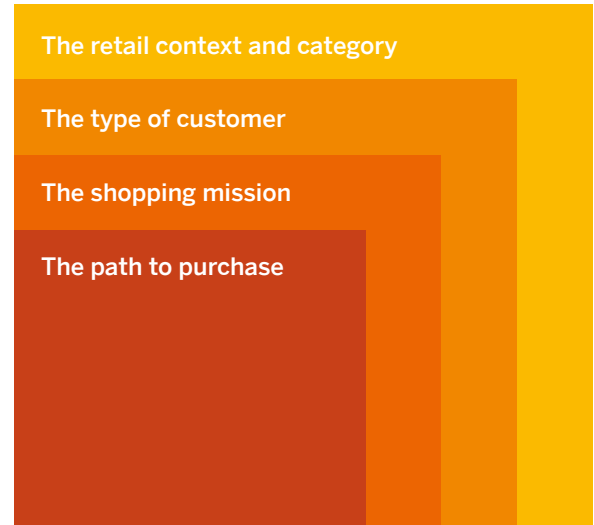 The retail context and category
The type of customer
The shopping mission
The path to purchase